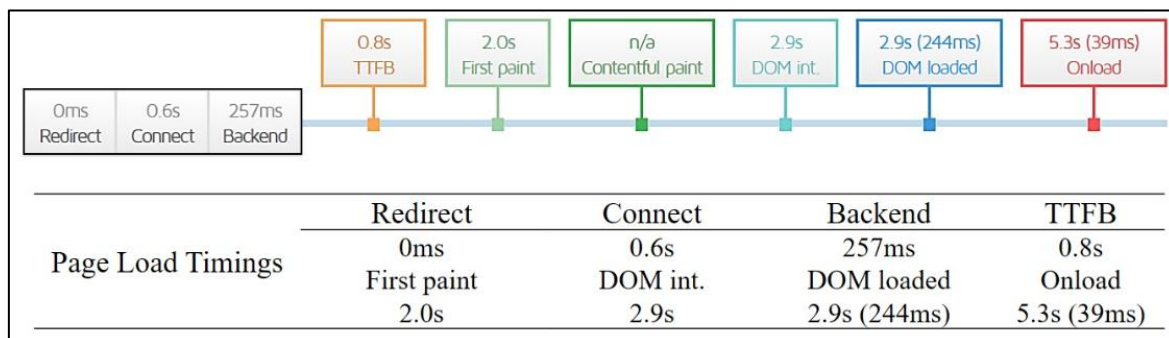 0.8s
TTFB
2.0s
First paint
n/a
Contentful paint
2.9s
DOM int.
2.9s (244ms)
DOM loaded
5.3s (39ms)
Onload
0ms
Redirect
0.6s
Connect
257ms
Backend
Page Load Timings
Redirect Connect Backend TTFB
0ms 0.6s 257ms 0.8s
First paint DOM int. DOM loaded Onload
2.0s 2.9s 2.9s (244ms) 5.3s (39ms)